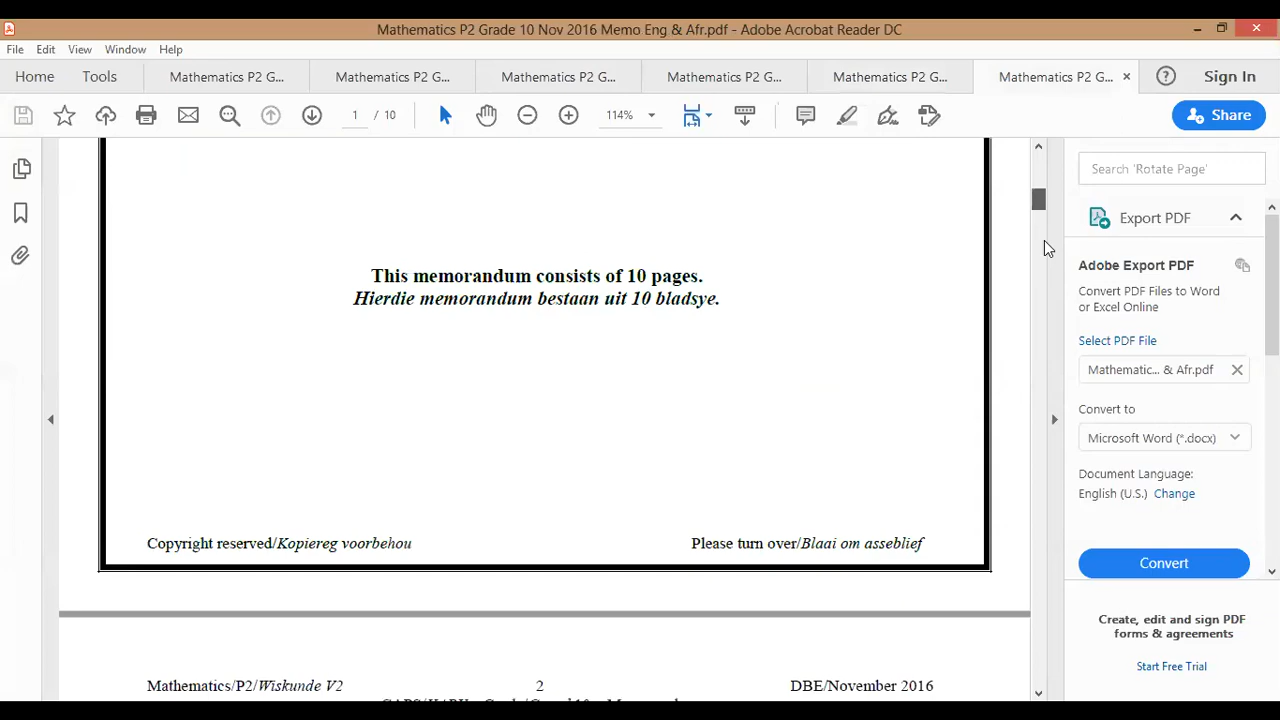 Mathematics P2 Grade 10 Nov 2016 Memo Eng & Afr.pdf - Adobe Acrobat Reader DC
File Edit View Window Help
Home Tools Mathematics P2 G... Mathematics P2 G... Mathematics P2 G... Mathematics P2 G... Mathematics P2 G... Mathematics P2 G... × Sign In
1 / 10 114% Share
Search 'Rotate Page'
Export PDF
Adobe Export PDF
Convert PDF Files to Word
or Excel Online
Select PDF File
Mathematic... & Afr.pdf
Convert to
Microsoft Word (*.docx)
Document Language:
English (U.S.) Change
Convert
Create, edit and sign PDF
forms & agreements
Start Free Trial
This memorandum consists of 10 pages.
Hierdie memorandum bestaan uit 10 bladsye.
Copyright reserved/Kopiereg voorbehou Please turn over/Blaai om asseblief
Mathematics/P2/Wiskunde V2 2 DBE/November 2016